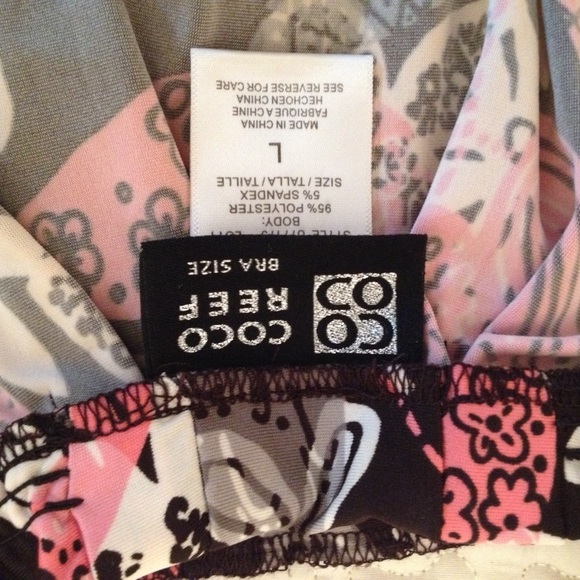 COCO
REEF
BRA SIZE
BODY:
95% POLYESTER
5% SPANDEX
SIZE / TALLA / TAILLE
L
MADE IN CHINA
FABRIQUE A CHINE
HECHOEN CHINA
SEE REVERSE FOR CARE